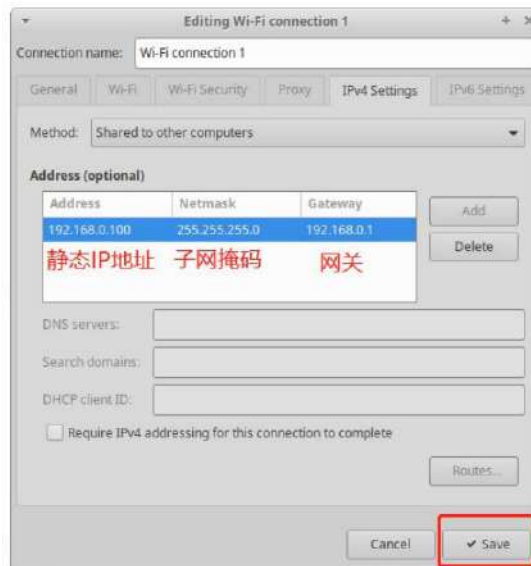 Editing Wi-Fi connection 1
Connection name: Wi-Fi connection 1
General Wi-Fi Wi-Fi Security Proxy IPv4 Settings IPv6 Settings
Method: Shared to other computers
Address (optional)
Address Netmask Gateway
192.168.0.100 255.255.255.0 192.168.0.1
静态IP地址 子网掩码 网关
Add
Delete
DNS servers:
Search domains:
DHCP client ID:
Require IPv4 addressing for this connection to complete
Routes...
Cancel ✔ Save